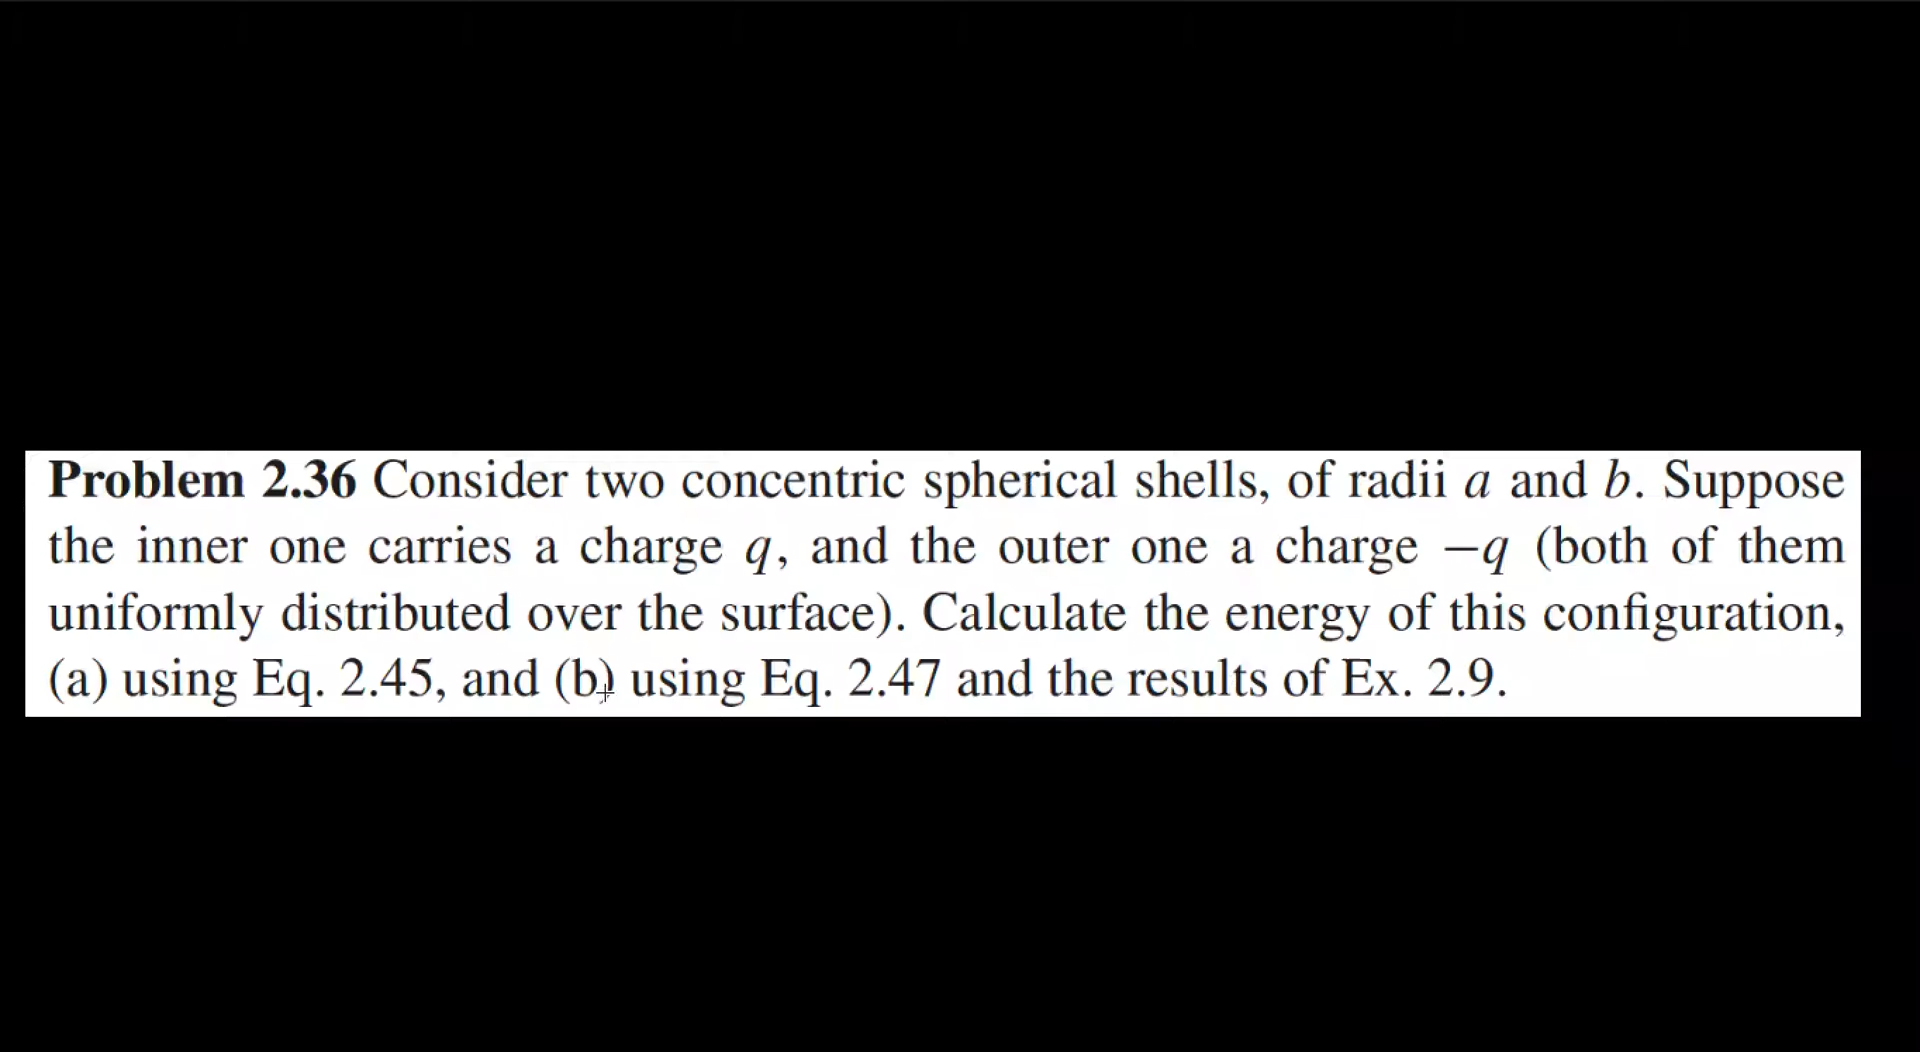 Problem 2.36 Consider two concentric spherical shells, of radii a and b. Suppose
the inner one carries a charge q, and the outer one a charge −q (both of them
uniformly distributed over the surface). Calculate the energy of this configuration,
(a) using Eq. 2.45, and (b) using Eq. 2.47 and the results of Ex. 2.9.